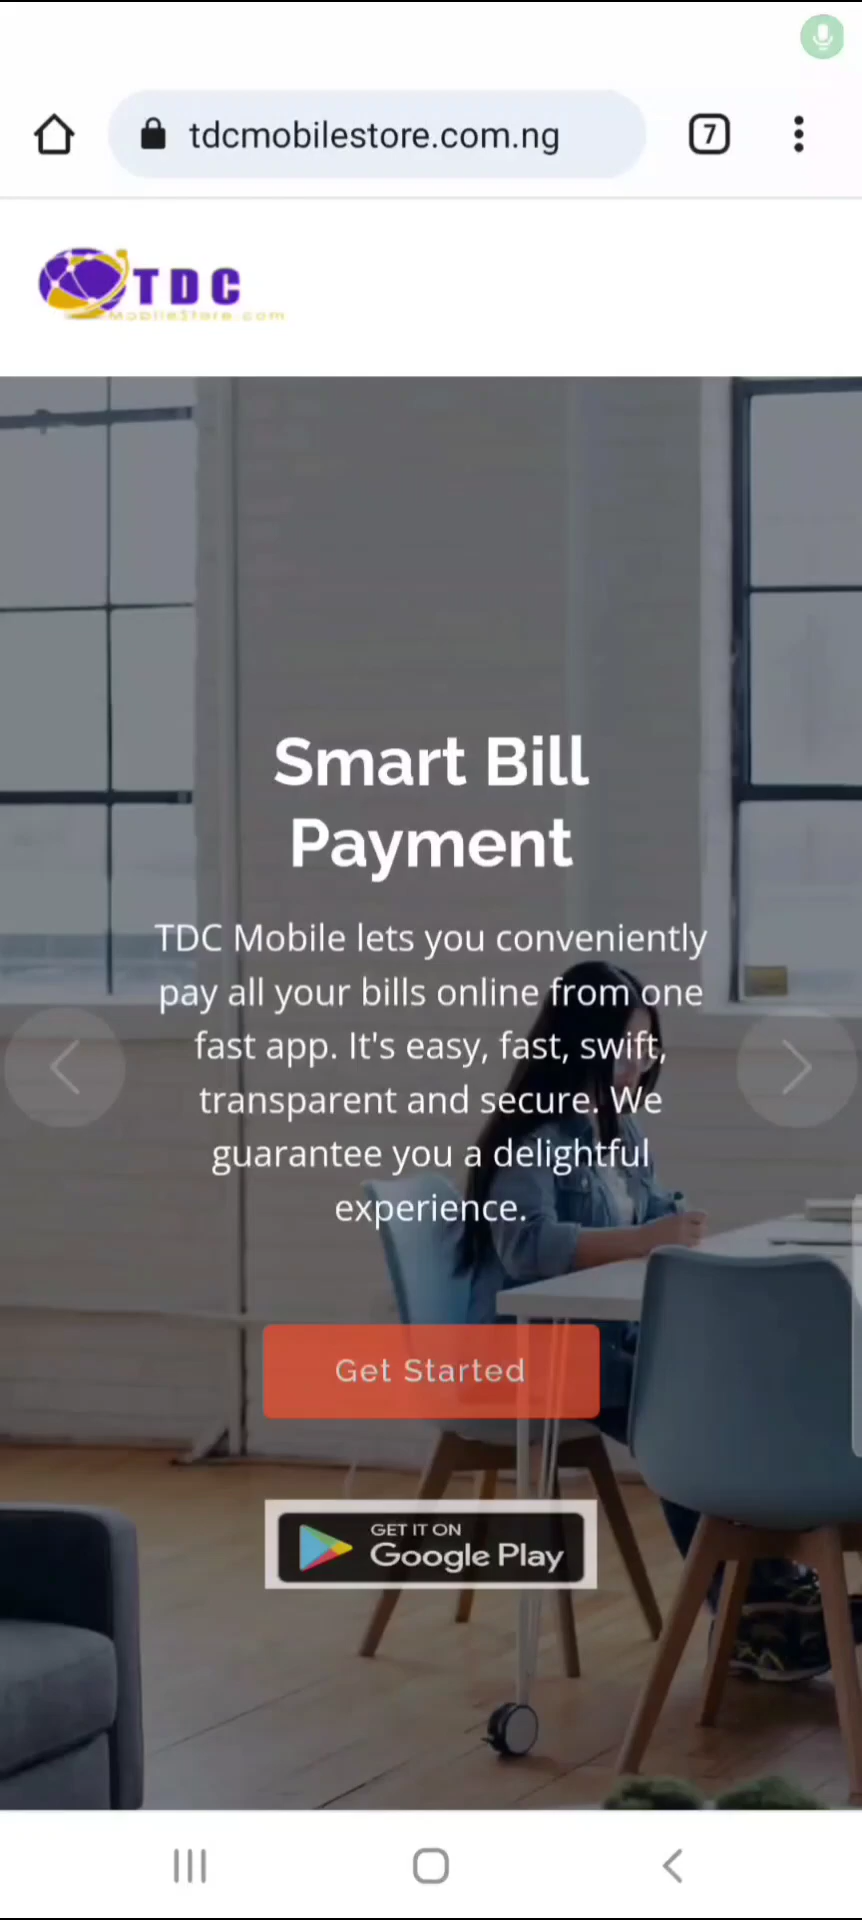 tdcmobilestore.com.ng
7
TDC
MobileStore.com
Smart Bill
Payment
TDC Mobile lets you conveniently
pay all your bills online from one
fast app. It's easy, fast, swift,
transparent and secure. We
guarantee you a delightful
experience.
Get Started
GET IT ON
Google Play